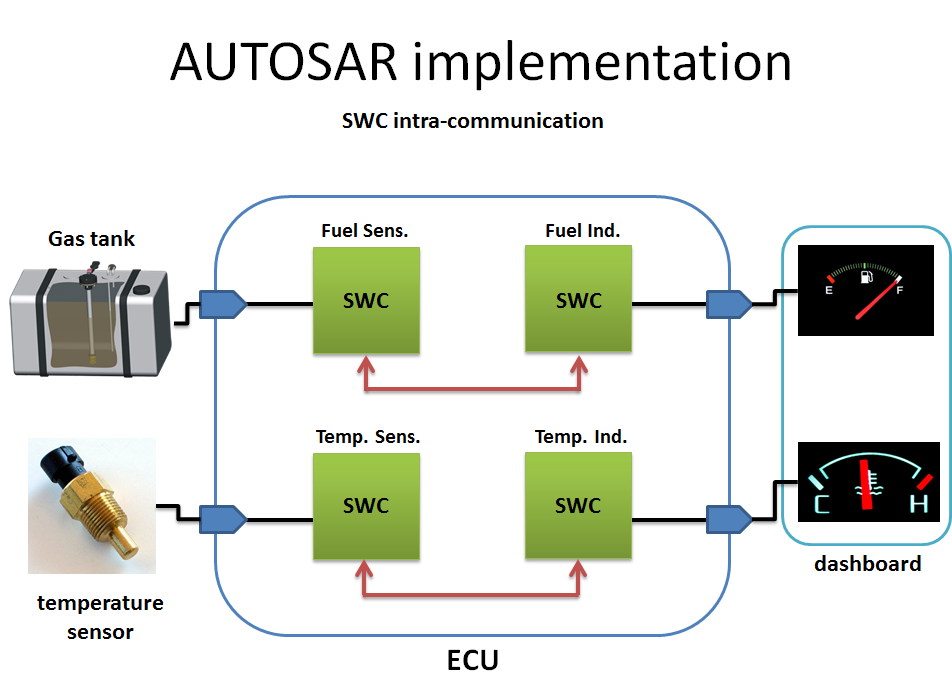 AUTOSAR implementation
SWC intra-communication
Gas tank
Fuel Sens.
Fuel Ind.
SWC
SWC
E
F
Temp. Sens.
Temp. Ind.
SWC
SWC
C
H
dashboard
temperature
sensor
ECU